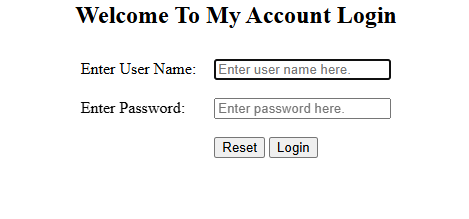 Welcome To My Account Login
Enter User Name: Enter user name here.
Enter Password: Enter password here.
Reset Login